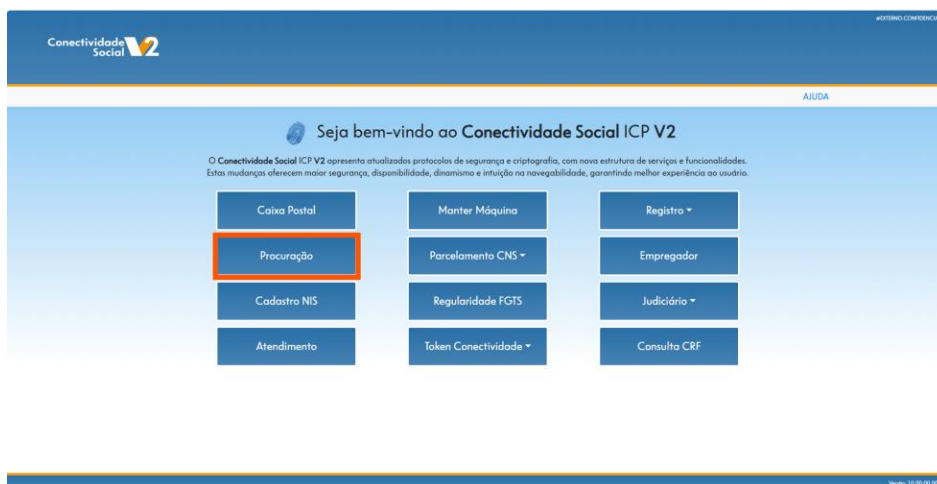 #EXTERNO.CONFIDENCIAL
Conectividade
Social V2
AJUDA
Seja bem-vindo ao Conectividade Social ICP V2
O Conectividade Social ICP V2 apresenta atualizados protocolos de segurança e criptografia, com nova estrutura de serviços e funcionalidades.
Estas mudanças oferecem maior segurança, disponibilidade, dinamismo e intuição na navegabilidade, garantindo melhor experiência ao usuário.
Caixa Postal
Manter Máquina
Registro
Procuração
Parcelamento CNS
Empregador
Cadastro NIS
Regularidade FGTS
Judiciário
Atendimento
Token Conectividade
Consulta CRF